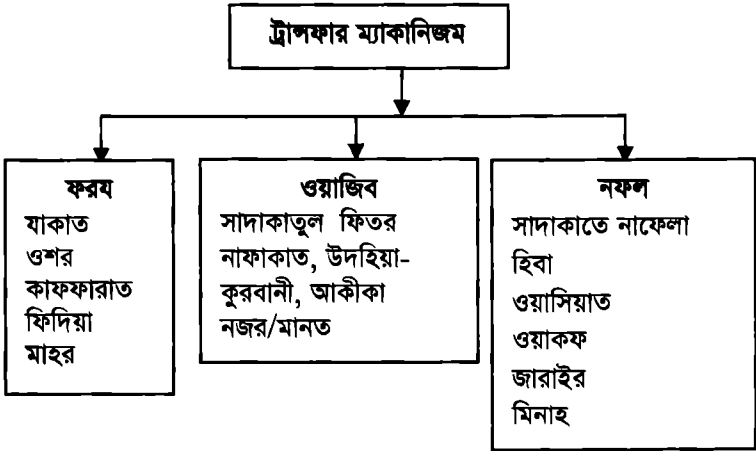 ট্রান্সফার ম্যাকানিজম
ফরয
যাকাত
ওশর
কাফফারাত
ফিদিয়া
মাহর
ওয়াজিব
সাদাকাতুল ফিতর
নাফাকাত, উদহিয়া-
কুরবানী, আকীকা
নজর/মানত
নফল
সাদাকাতে নাফেলা
হিবা
ওয়াসিয়াত
ওয়াকফ
জারাইর
মিনাহ